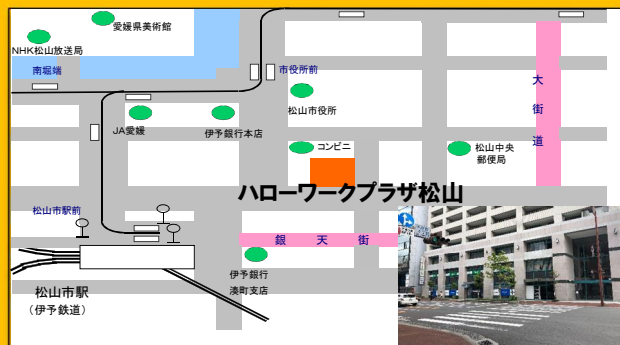 愛媛県美術館
NHK松山放送局
南堀端
市役所前
大街道
松山市役所
JA愛媛
伊予銀行本店
コンビニ
松山中央
郵便局
ハローワークプラザ松山
松山市駅前
銀天街
伊予銀行
湊町支店
松山市駅
(伊予鉄道)